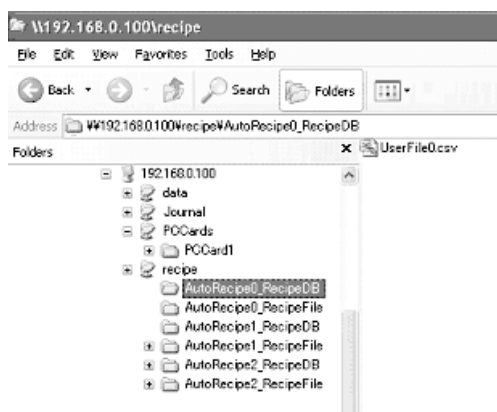 \\192.168.0.100\recipe
File Edit View Favorites Tools Help
Back Search Folders
Address ¥¥192.168.0.100¥recipe¥AutoRecipe0_RecipeDB
Folders × UserFile0.csv
192.168.0.100
data
Journal
PCCards
PCCard1
recipe
AutoRecipe0_RecipeDB
AutoRecipe0_RecipeFile
AutoRecipe1_RecipeDB
AutoRecipe1_RecipeFile
AutoRecipe2_RecipeDB
AutoRecipe2_RecipeFile